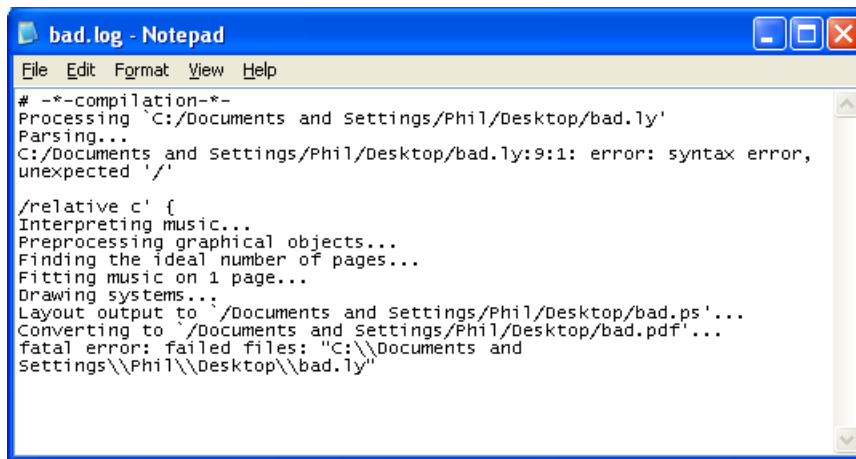 bad.log - Notepad
File Edit Format View Help
# -*-compilation-*-
Processing `C:/Documents and Settings/Phil/Desktop/bad.ly'
Parsing...
C:/Documents and Settings/Phil/Desktop/bad.ly:9:1: error: syntax error,
unexpected '/'

/relative c' {
Interpreting music...
Preprocessing graphical objects...
Finding the ideal number of pages...
Fitting music on 1 page...
Drawing systems...
Layout output to `/Documents and Settings/Phil/Desktop/bad.ps'...
Converting to `/Documents and Settings/Phil/Desktop/bad.pdf'...
fatal error: failed files: "C:\\Documents and
Settings\\Phil\\Desktop\\bad.ly"